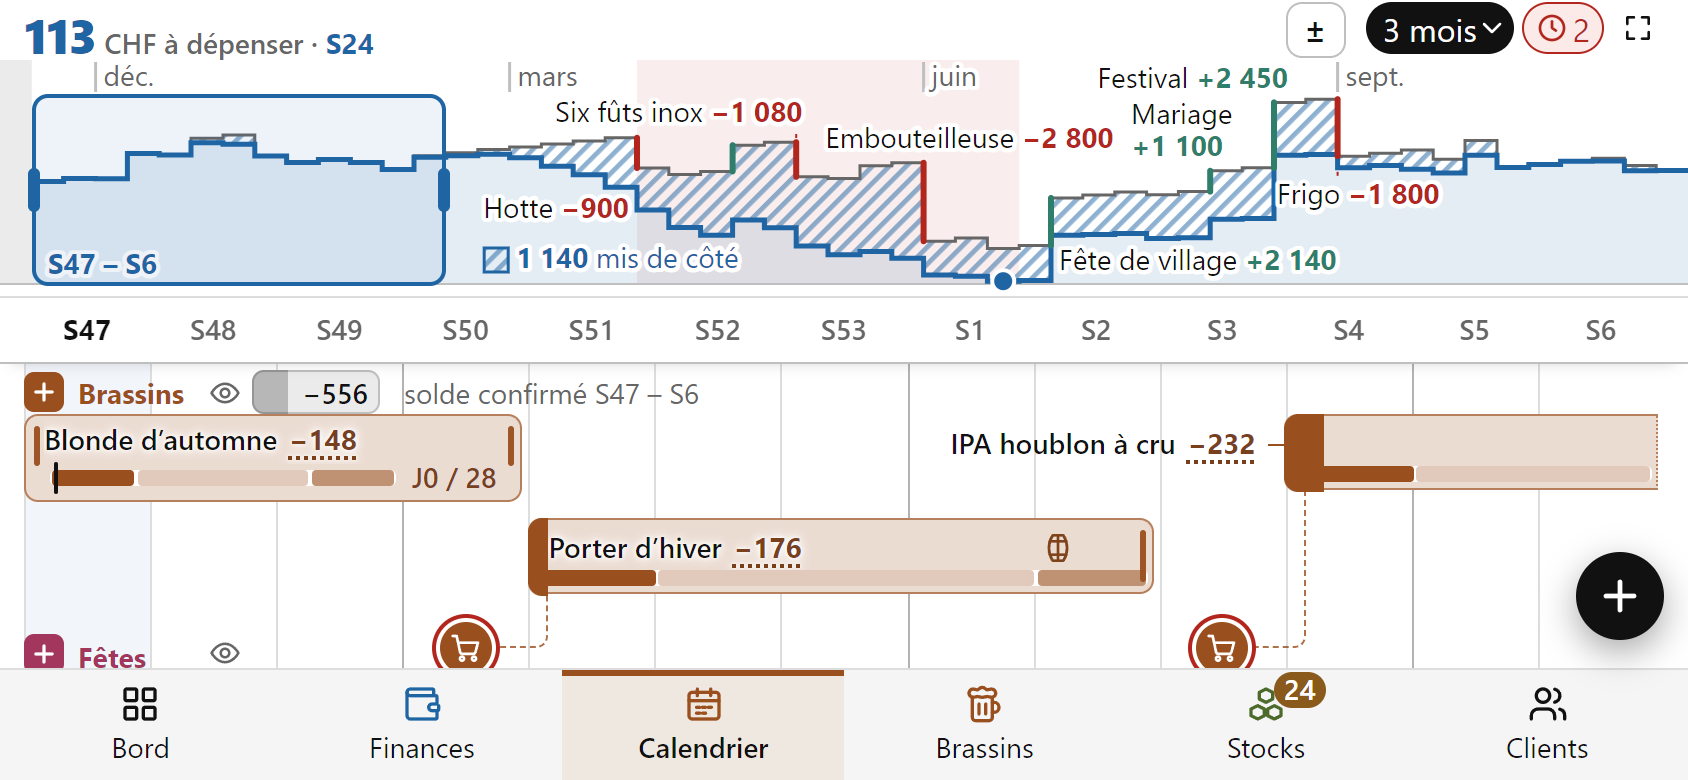 113 CHF à dépenser · S24
±
3 mois
2
déc.
mars
juin
sept.
Festival +2 450
Six fûts inox −1 080
Mariage
+1 100
Embouteilleuse −2 800
Hotte −900
Frigo −1 800
S47 – S6
1 140 mis de côté
Fête de village +2 140
S47 S48 S49 S50 S51 S52 S53 S1 S2 S3 S4 S5 S6
Brassins −556 solde confirmé S47 – S6
Blonde d’automne −148
J0 / 28
IPA houblon à cru −232
Porter d’hiver −176
Fêtes
24
Bord
Finances
Calendrier
Brassins
Stocks
Clients